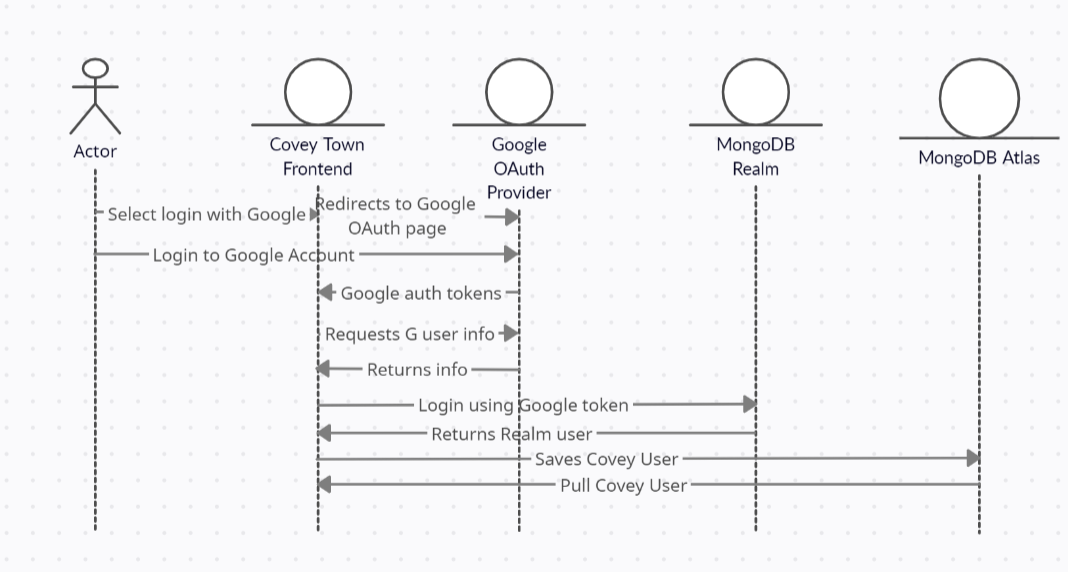 Actor
Covey Town
Frontend
Google
OAuth
Provider
MongoDB
Realm
MongoDB Atlas
Select login with Google
Redirects to Google
OAuth page
Login to Google Account
Google auth tokens
Requests G user info
Returns info
Login using Google token
Returns Realm user
Saves Covey User
Pull Covey User